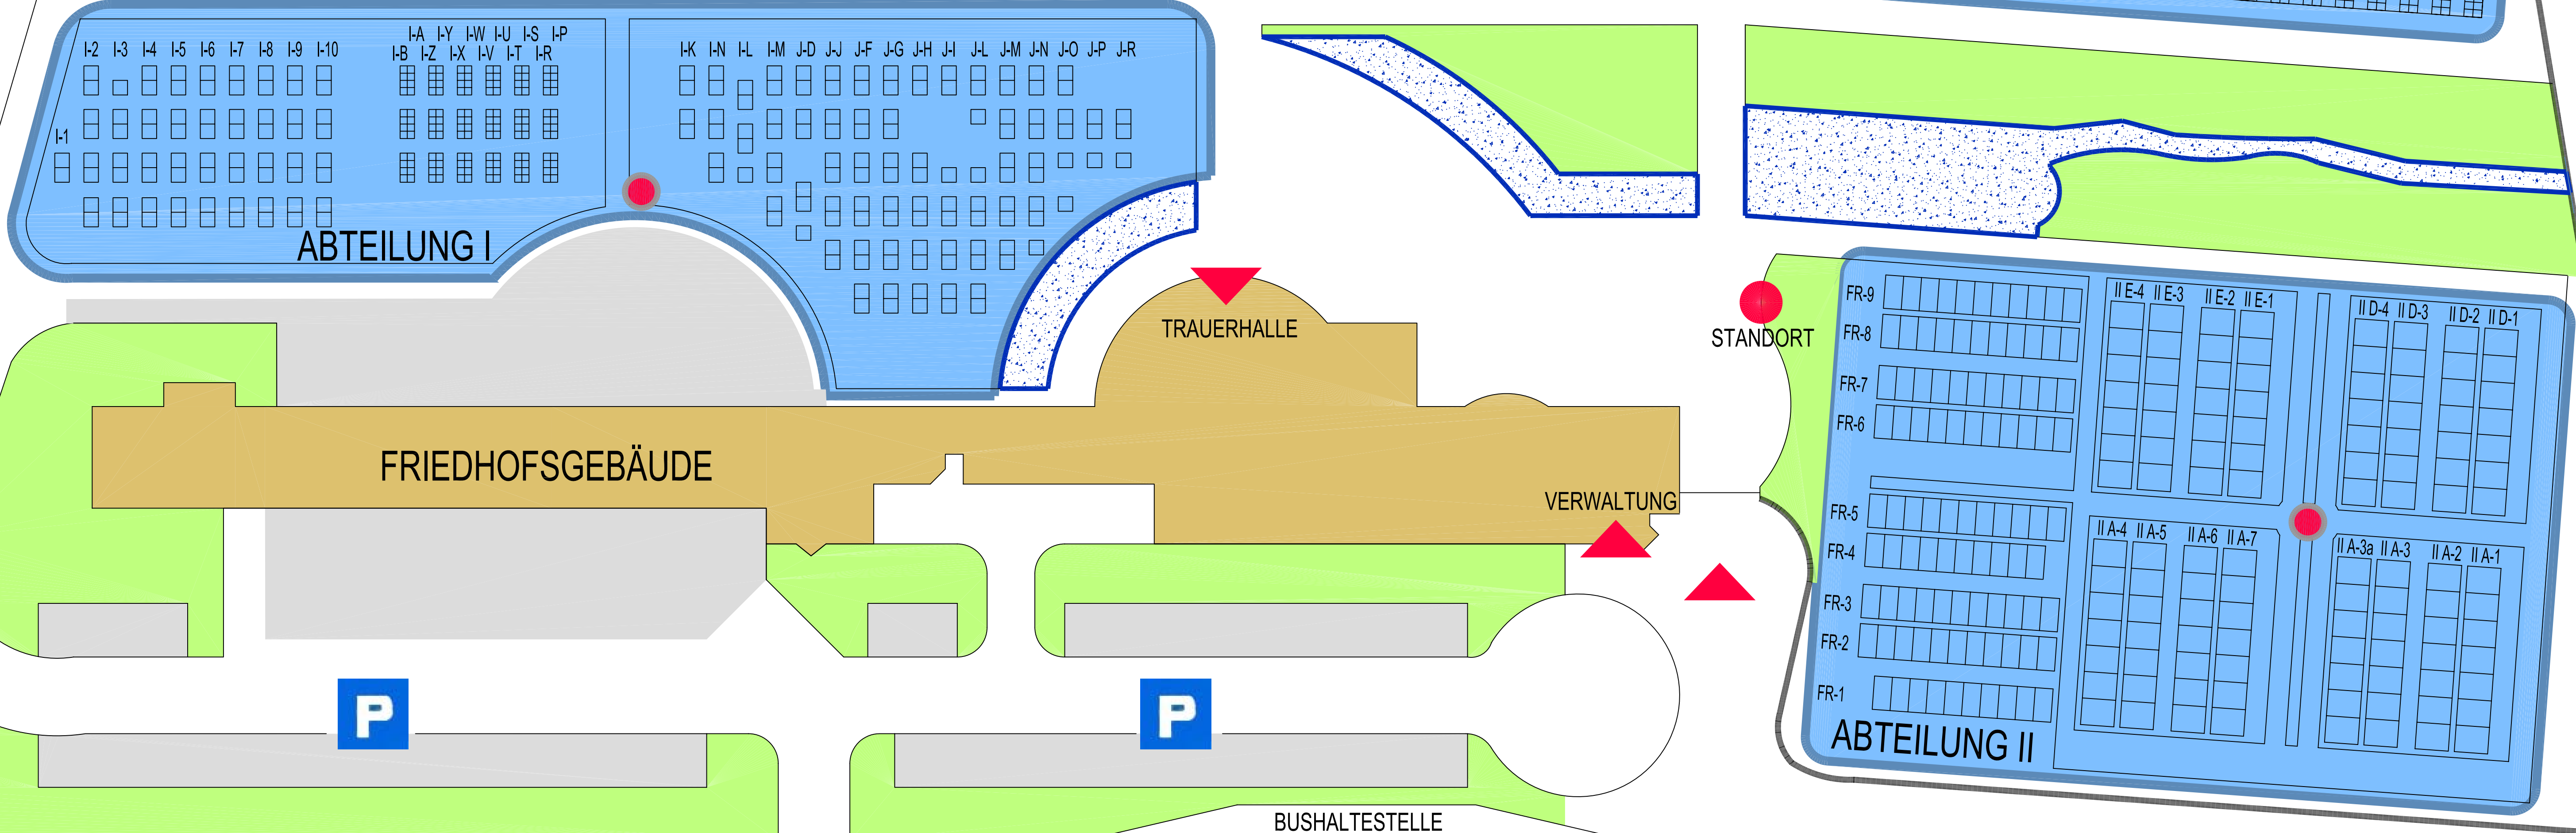 I-A I-Y I-W I-U I-S I-P
I-2 I-3 I-4 I-5 I-6 I-7 I-8 I-9 I-10
I-B I-Z I-X I-V I-T I-R
I-K I-N I-L I-M J-D J-J J-F J-G J-H J-I J-L J-M J-N J-O J-P J-R
I-1
ABTEILUNG I
TRAUERHALLE
STANDORT
FRIEDHOFSGEBÄUDE
VERWALTUNG
FR-9
FR-8
FR-7
FR-6
FR-5
FR-4
FR-3
FR-2
FR-1
II E-4 II E-3 II E-2 II E-1
II D-4 II D-3 II D-2 II D-1
II A-4 II A-5 II A-6 II A-7
II A-3a II A-3 II A-2 II A-1
ABTEILUNG II
P
P
BUSHALTESTELLE